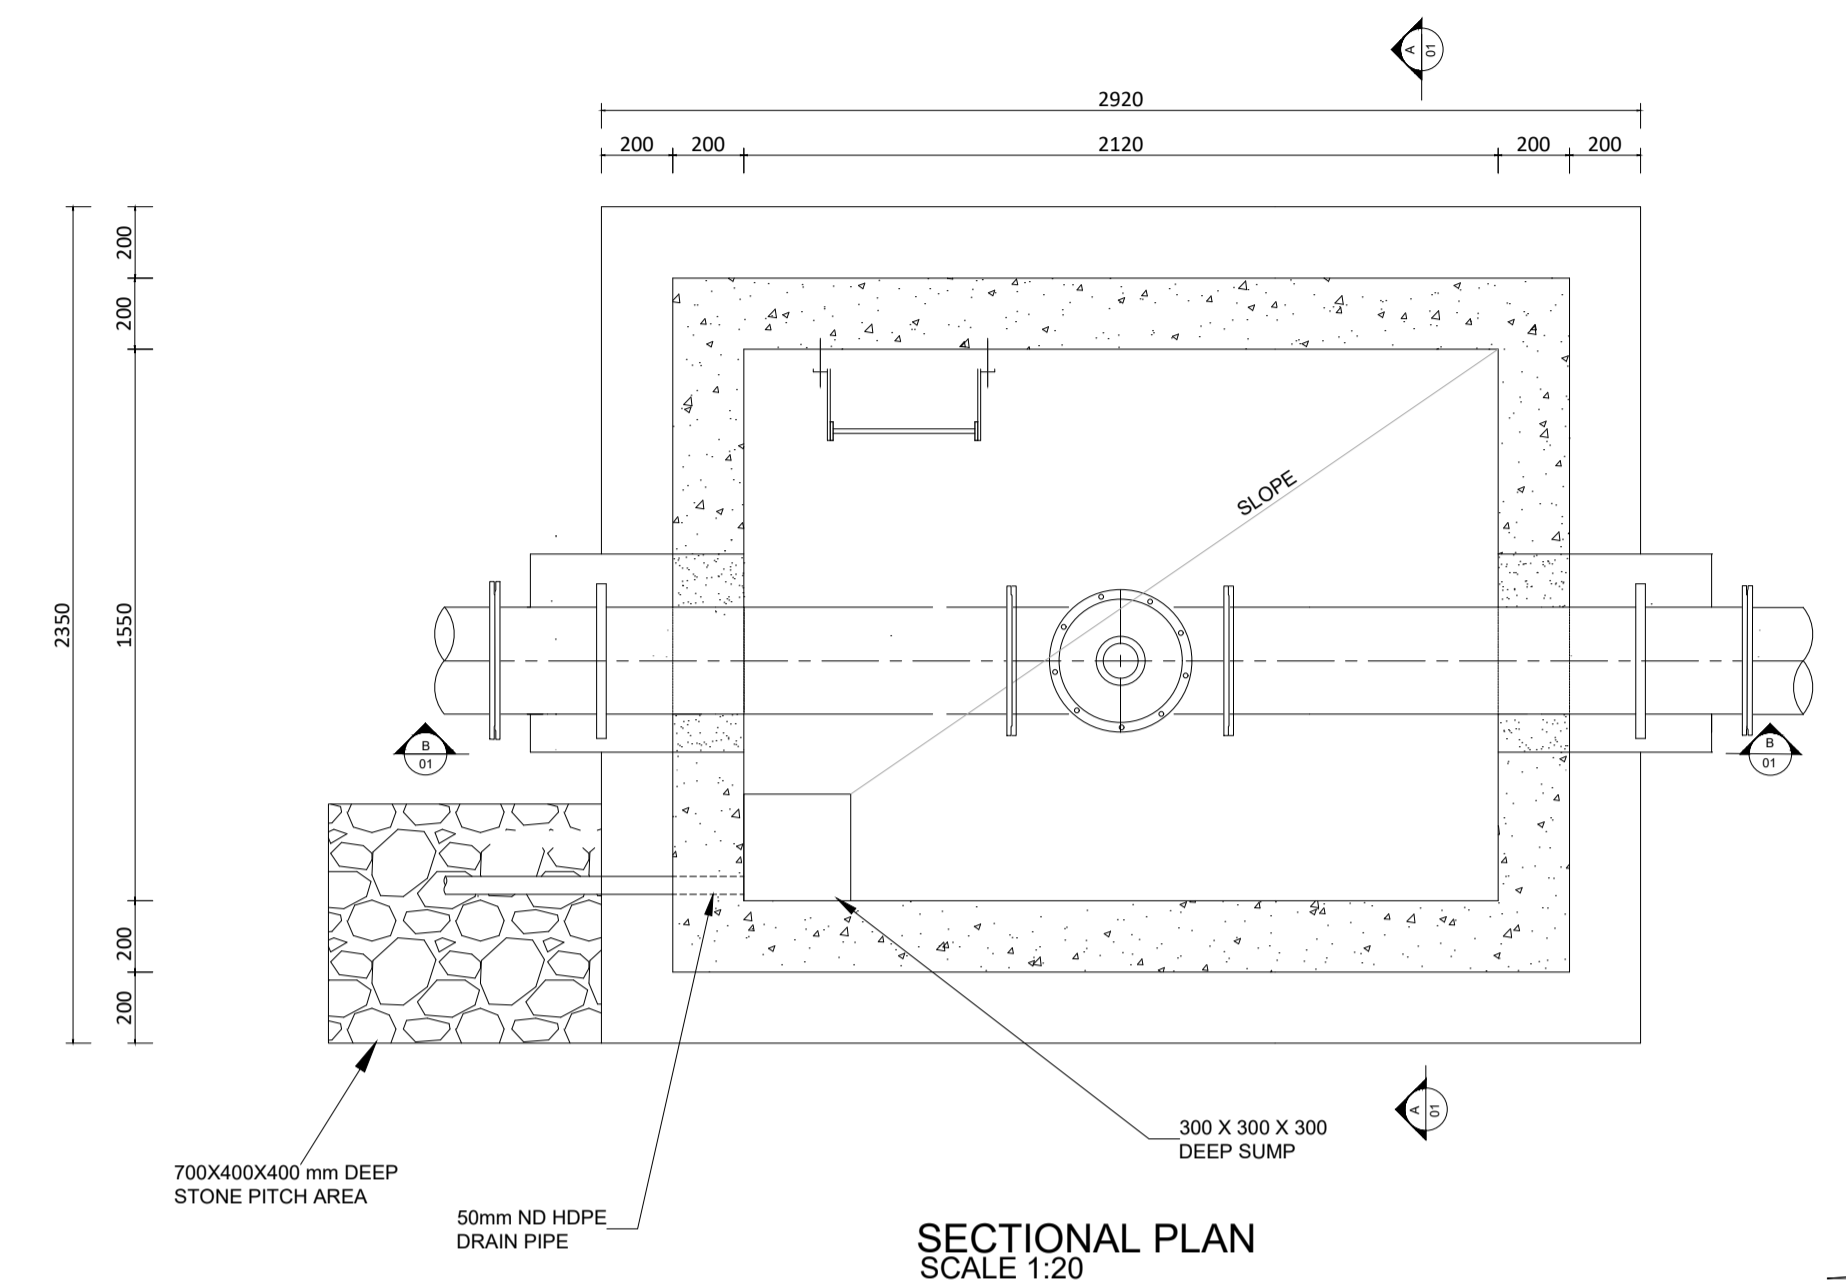 A
01
2920
200
200
2120
200
200
200
200
2350
1550
200
200
SLOPE
B
01
B
01
A
01
300 X 300 X 300
DEEP SUMP
700X400X400 mm DEEP
STONE PITCH AREA
50mm ND HDPE
DRAIN PIPE
SECTIONAL PLAN
SCALE 1:20